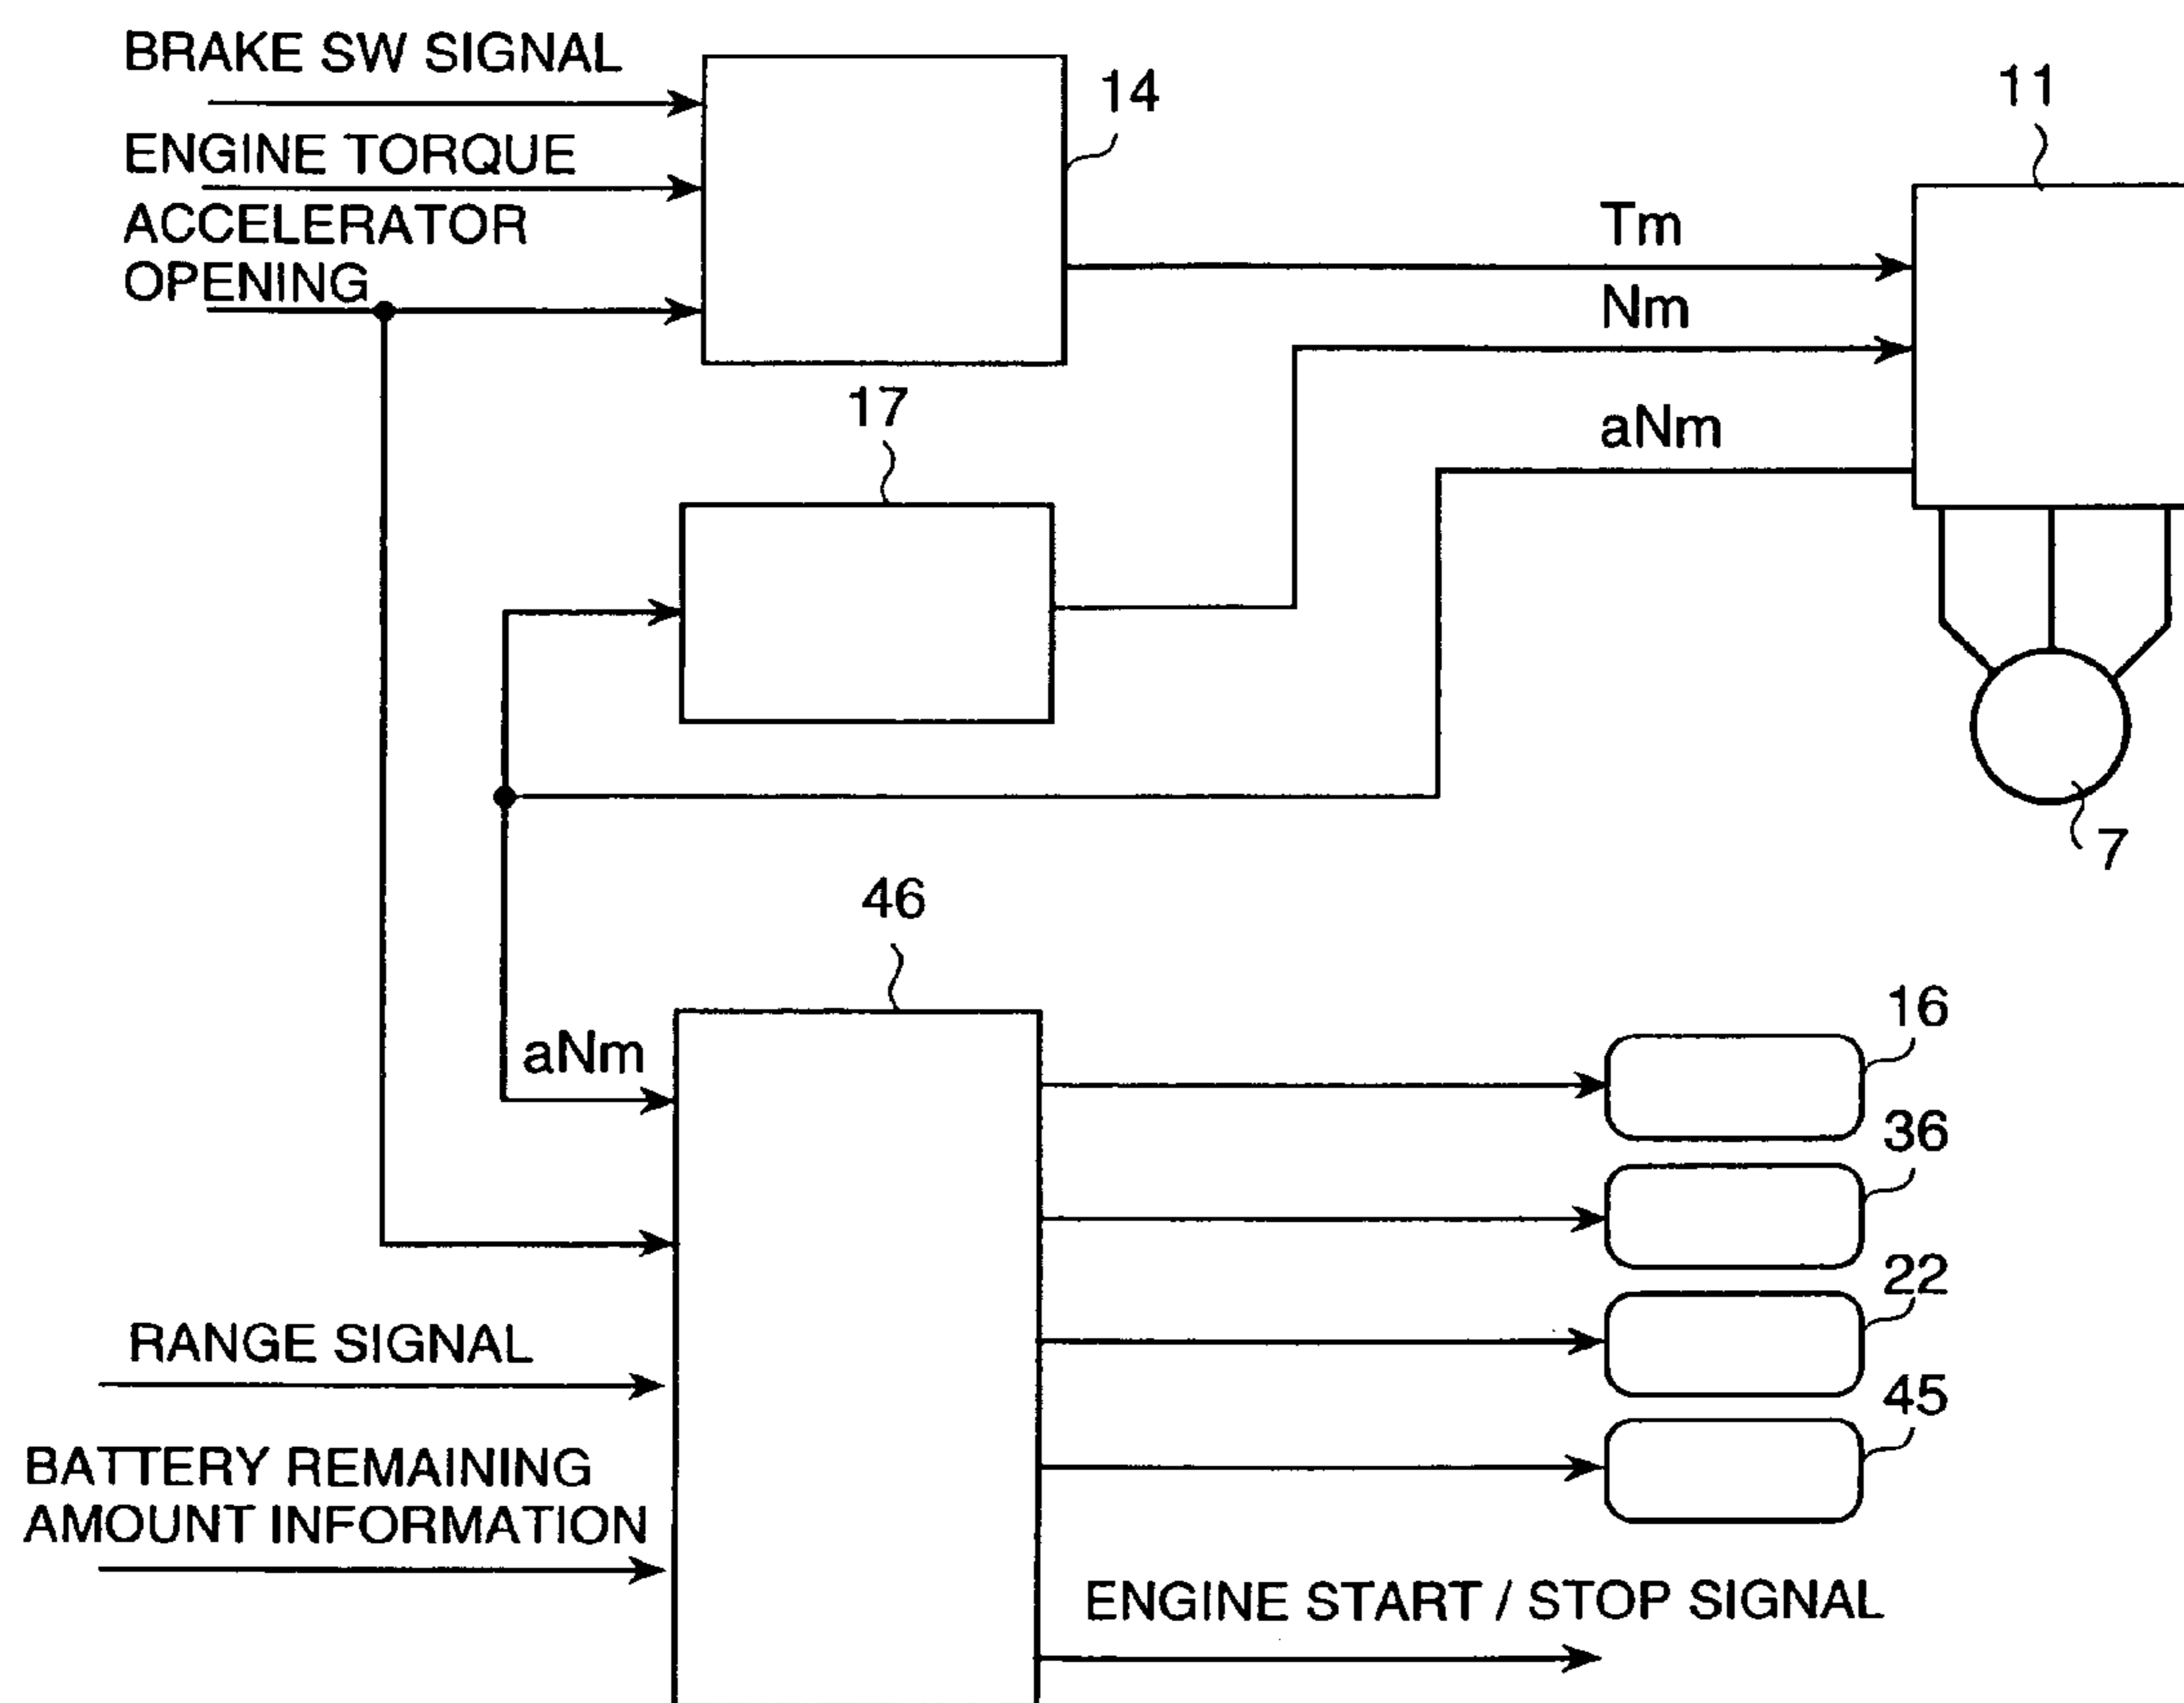 BRAKE SW SIGNAL
14
11
ENGINE TORQUE
ACCELERATOR
OPENING
Tm
Nm
17
aNm
7
46
16
aNm
36
22
RANGE SIGNAL
45
BATTERY REMAINING
AMOUNT INFORMATION
ENGINE START / STOP SIGNAL